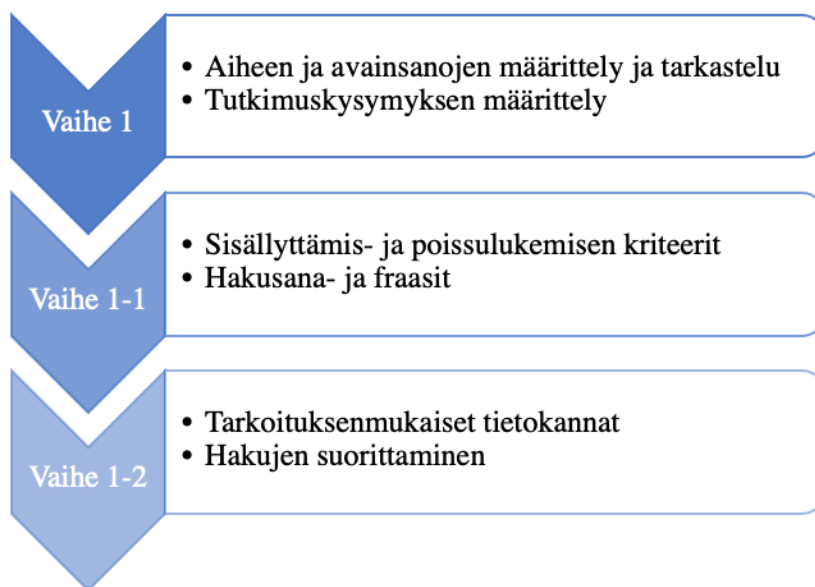 Vaihe 1
• Aiheen ja avainsanojen määrittely ja tarkastelu
• Tutkimuskysymyksen määrittely
Vaihe 1-1
• Sisällyttämis- ja poissulukemisen kriteerit
• Hakusana- ja fraasit
Vaihe 1-2
• Tarkoituksenmukaiset tietokannat
• Hakujen suorittaminen